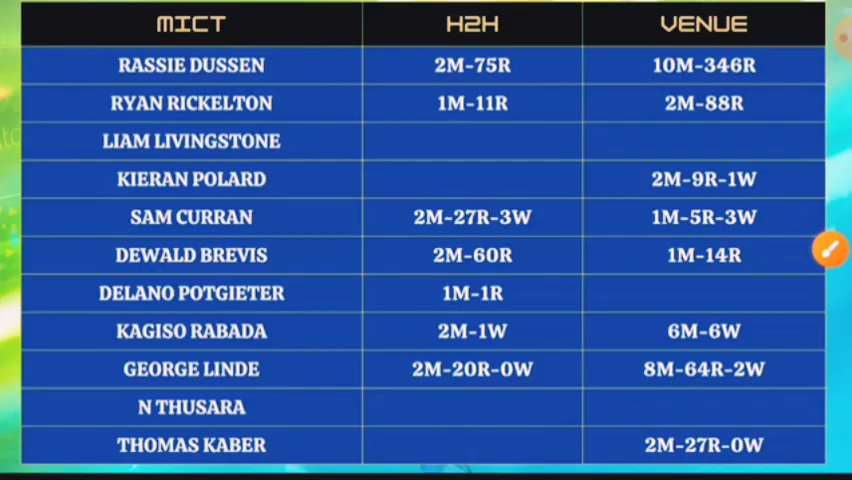 MICT H2H VENUE
RASSIE DUSSEN 2M-75R 10M-346R
RYAN RICKELTON 1M-11R 2M-88R
LIAM LIVINGSTONE
KIERAN POLARD 2M-9R-1W
SAM CURRAN 2M-27R-3W 1M-5R-3W
DEWALD BREVIS 2M-60R 1M-14R
DELANO POTGIETER 1M-1R
KAGISO RABADA 2M-1W 6M-6W
GEORGE LINDE 2M-20R-0W 8M-64R-2W
N THUSARA
THOMAS KABER 2M-27R-0W